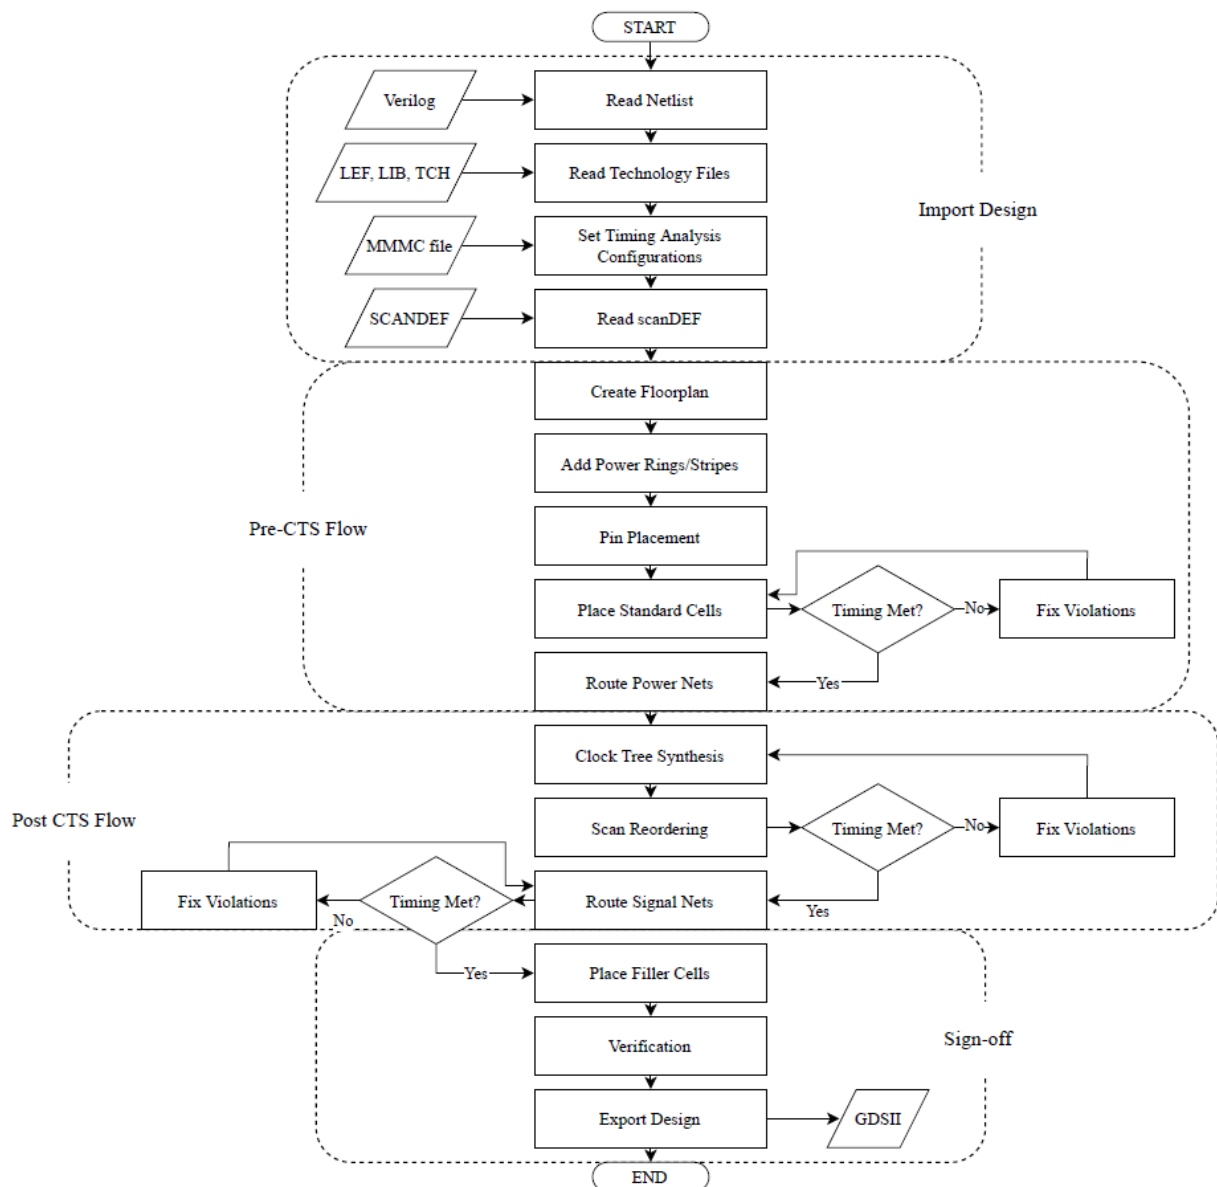 START
Verilog
Read Netlist
LEF, LIB, TCH
Read Technology Files
Import Design
MMMC file
Set Timing Analysis
Configurations
SCANDEF
Read scanDEF
Create Floorplan
Add Power Rings/Stripes
Pre-CTS Flow
Pin Placement
Place Standard Cells
Timing Met?
No
Fix Violations
Route Power Nets
Yes
Clock Tree Synthesis
Post CTS Flow
Scan Reordering
Timing Met?
No
Fix Violations
Fix Violations
Timing Met?
Route Signal Nets
Yes
No
Yes
Place Filler Cells
Verification
Sign-off
Export Design
GDSII
END